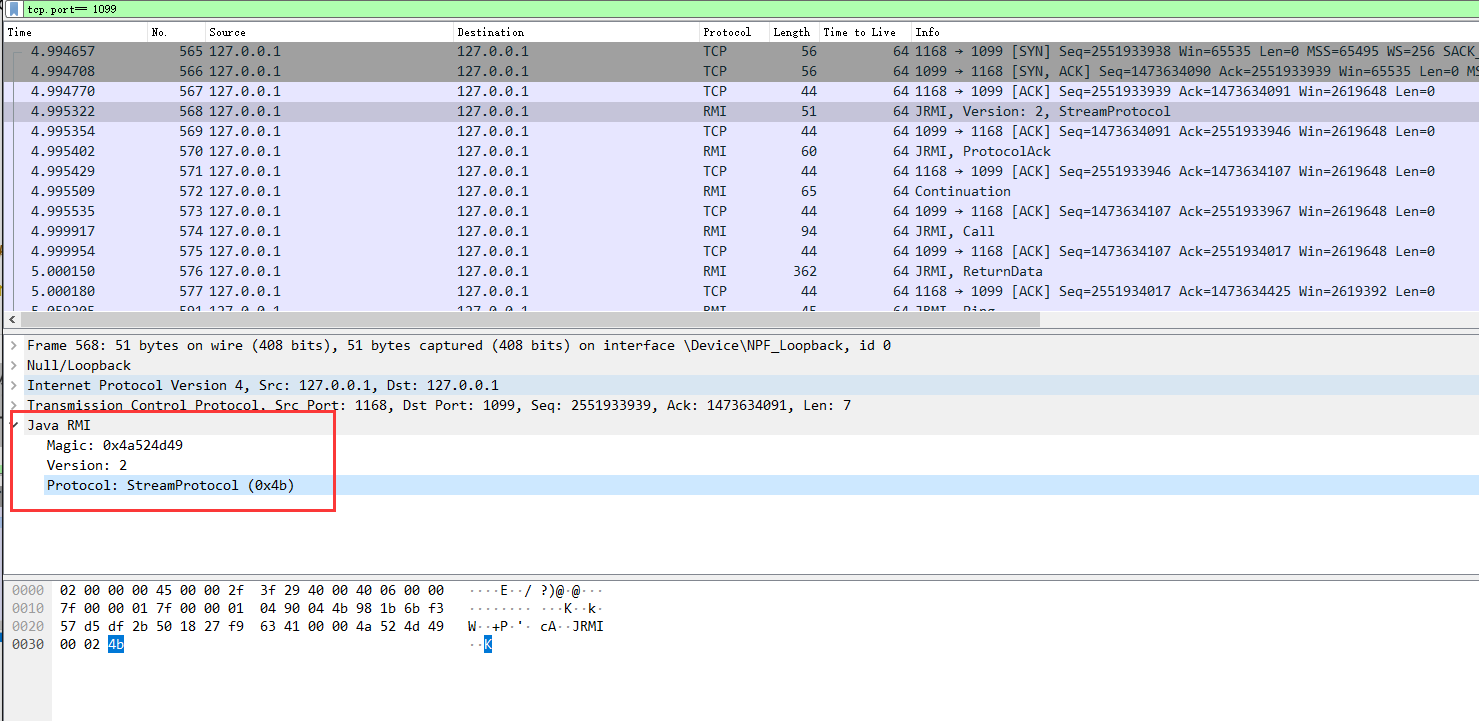 tcp.port== 1099
Time No. Source Destination Protocol Length Time to Live Info
4.994657 565 127.0.0.1 127.0.0.1 TCP 56 64 1168 → 1099 [SYN] Seq=2551933938 Win=65535 Len=0 MSS=65495 WS=256 SACK_
4.994708 566 127.0.0.1 127.0.0.1 TCP 56 64 1099 → 1168 [SYN, ACK] Seq=1473634090 Ack=2551933939 Win=65535 Len=0 MS
4.994770 567 127.0.0.1 127.0.0.1 TCP 44 64 1168 → 1099 [ACK] Seq=2551933939 Ack=1473634091 Win=2619648 Len=0
4.995322 568 127.0.0.1 127.0.0.1 RMI 51 64 JRMI, Version: 2, StreamProtocol
4.995354 569 127.0.0.1 127.0.0.1 TCP 44 64 1099 → 1168 [ACK] Seq=1473634091 Ack=2551933946 Win=2619648 Len=0
4.995402 570 127.0.0.1 127.0.0.1 RMI 60 64 JRMI, ProtocolAck
4.995429 571 127.0.0.1 127.0.0.1 TCP 44 64 1168 → 1099 [ACK] Seq=2551933946 Ack=1473634107 Win=2619648 Len=0
4.995509 572 127.0.0.1 127.0.0.1 RMI 65 64 Continuation
4.995535 573 127.0.0.1 127.0.0.1 TCP 44 64 1099 → 1168 [ACK] Seq=1473634107 Ack=2551933967 Win=2619648 Len=0
4.999917 574 127.0.0.1 127.0.0.1 RMI 94 64 JRMI, Call
4.999954 575 127.0.0.1 127.0.0.1 TCP 44 64 1099 → 1168 [ACK] Seq=1473634107 Ack=2551934017 Win=2619648 Len=0
5.000150 576 127.0.0.1 127.0.0.1 RMI 362 64 JRMI, ReturnData
5.000180 577 127.0.0.1 127.0.0.1 TCP 44 64 1168 → 1099 [ACK] Seq=2551934017 Ack=1473634425 Win=2619392 Len=0
Frame 568: 51 bytes on wire (408 bits), 51 bytes captured (408 bits) on interface \Device\NPF_Loopback, id 0
Null/Loopback
Internet Protocol Version 4, Src: 127.0.0.1, Dst: 127.0.0.1
Transmission Control Protocol, Src Port: 1168, Dst Port: 1099, Seq: 2551933939, Ack: 1473634091, Len: 7
Java RMI
Magic: 0x4a524d49
Version: 2
Protocol: StreamProtocol (0x4b)
0000 02 00 00 00 45 00 00 2f 3f 29 40 00 40 06 00 00 ····E··/ ?)@·@···
0010 7f 00 00 01 7f 00 00 01 04 90 04 4b 98 1b 6b f3 ········ ···K··k·
0020 57 d5 df 2b 50 18 27 f9 63 41 00 00 4a 52 4d 49 W··+P·'· cA··JRMI
0030 00 02 4b ··K